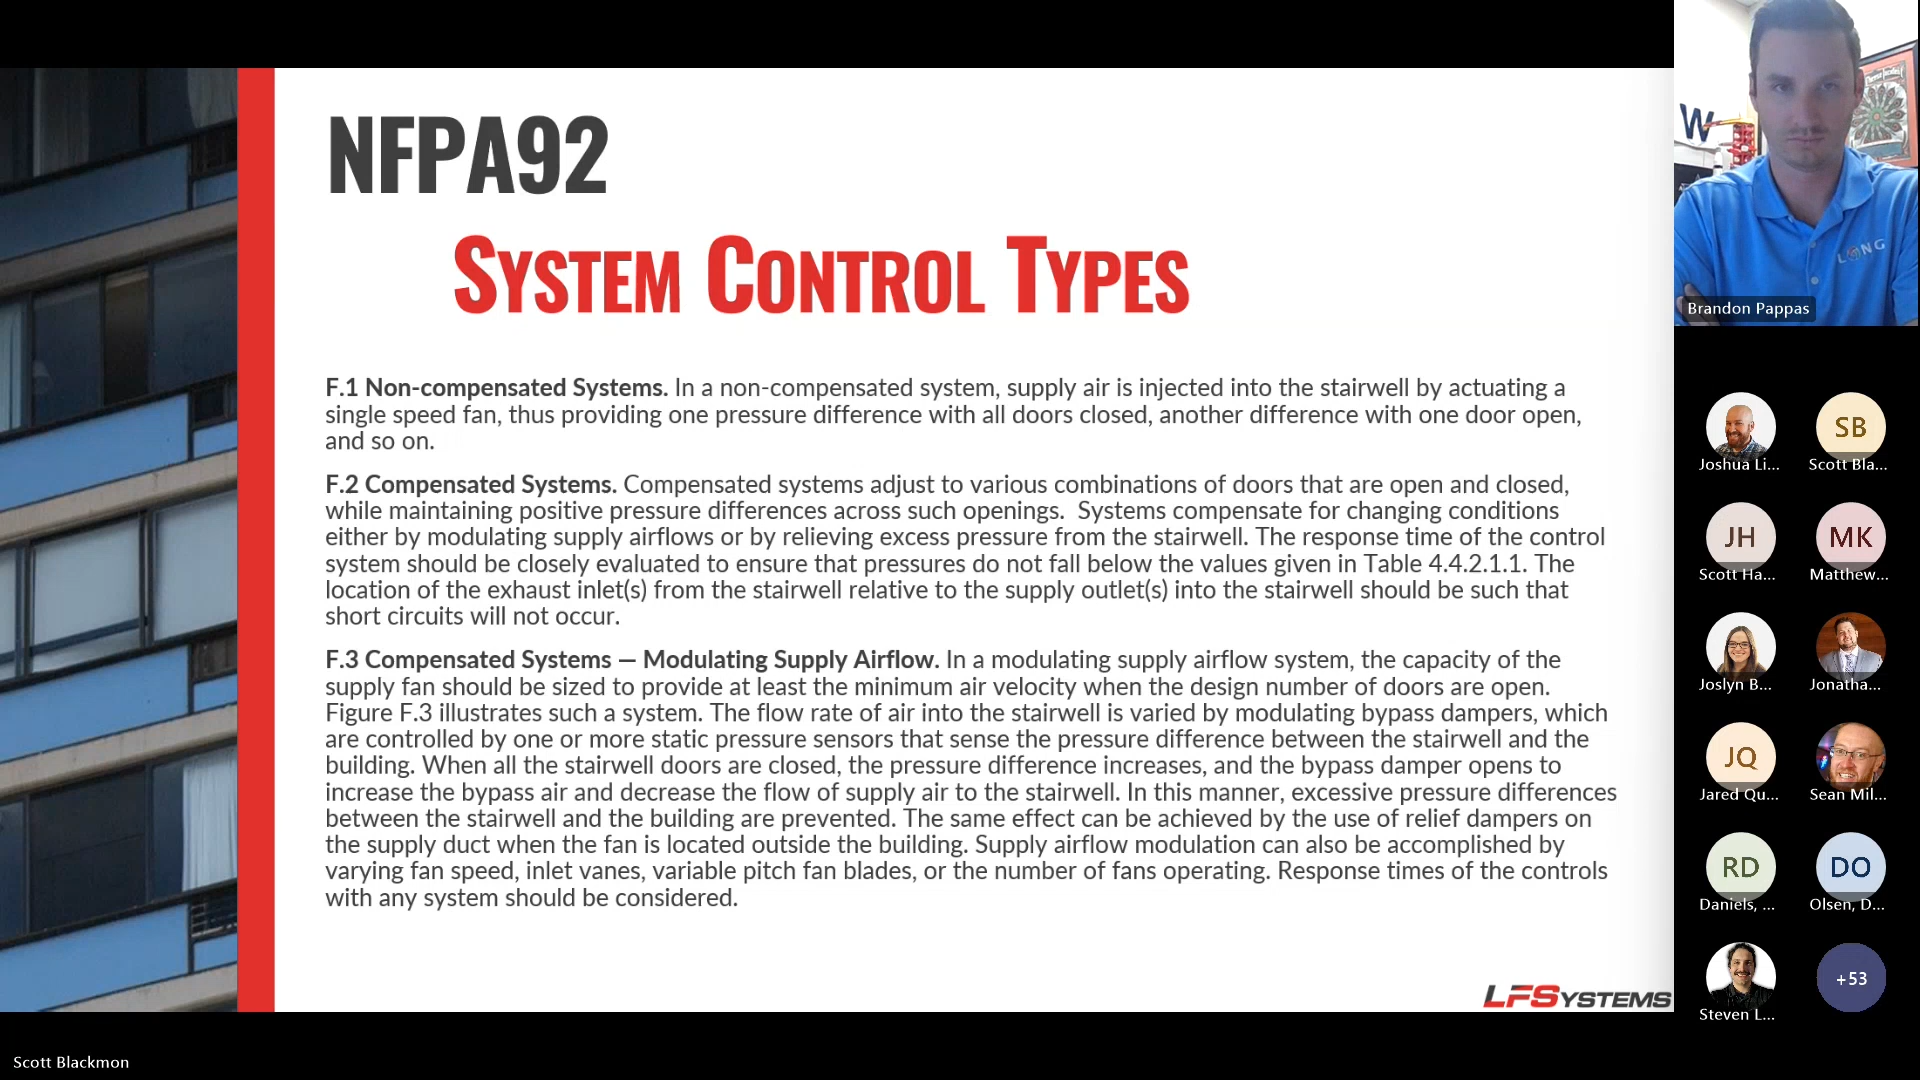 NFPA92
SYSTEM CONTROL TYPES
F.1 Non-compensated Systems. In a non-compensated system, supply air is injected into the stairwell by actuating a
single speed fan, thus providing one pressure difference with all doors closed, another difference with one door open,
and so on.
F.2 Compensated Systems. Compensated systems adjust to various combinations of doors that are open and closed,
while maintaining positive pressure differences across such openings.  Systems compensate for changing conditions
either by modulating supply airflows or by relieving excess pressure from the stairwell. The response time of the control
system should be closely evaluated to ensure that pressures do not fall below the values given in Table 4.4.2.1.1. The
location of the exhaust inlet(s) from the stairwell relative to the supply outlet(s) into the stairwell should be such that
short circuits will not occur.
F.3 Compensated Systems — Modulating Supply Airflow. In a modulating supply airflow system, the capacity of the
supply fan should be sized to provide at least the minimum air velocity when the design number of doors are open.
Figure F.3 illustrates such a system. The flow rate of air into the stairwell is varied by modulating bypass dampers, which
are controlled by one or more static pressure sensors that sense the pressure difference between the stairwell and the
building. When all the stairwell doors are closed, the pressure difference increases, and the bypass damper opens to
increase the bypass air and decrease the flow of supply air to the stairwell. In this manner, excessive pressure differences
between the stairwell and the building are prevented. The same effect can be achieved by the use of relief dampers on
the supply duct when the fan is located outside the building. Supply airflow modulation can also be accomplished by
varying fan speed, inlet vanes, variable pitch fan blades, or the number of fans operating. Response times of the controls
with any system should be considered.
LFSYSTEMS
Scott Blackmon
W
LONG
Brandon Pappas
SB
Joshua Li...
Scott Bla...
JH
MK
Scott Ha...
Matthew...
Joslyn B...
Jonatha...
JQ
Jared Qu...
Sean Mil...
RD
DO
Daniels, ...
Olsen, D...
+53
Steven L...